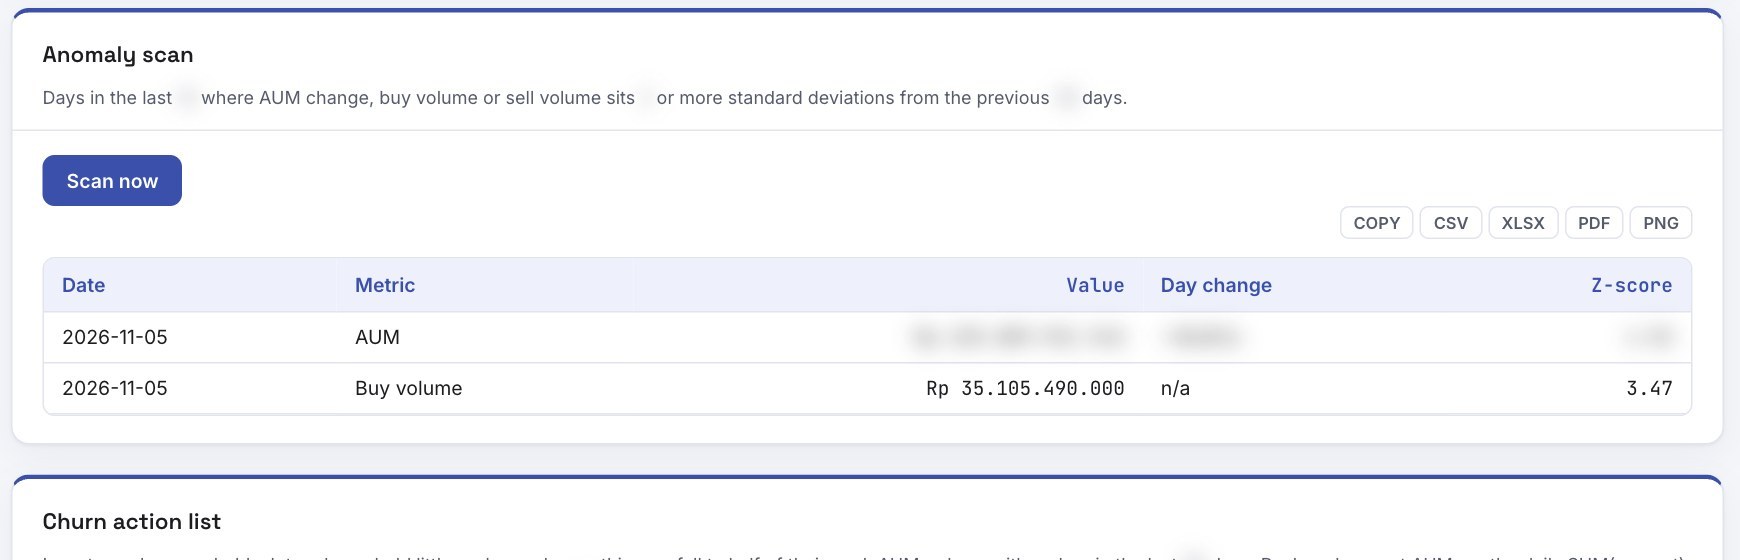 Anomaly scan
Days in the last where AUM change, buy volume or sell volume sits or more standard deviations from the previous days.
Scan now
COPY CSV XLSX PDF PNG
Date Metric Value Day change Z-score
2026-11-05 AUM
2026-11-05 Buy volume Rp 35.105.490.000 n/a 3.47
Churn action list